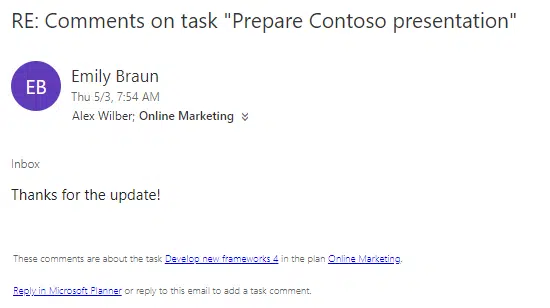 RE: Comments on task "Prepare Contoso presentation"
EB
Emily Braun
Thu 5/3, 7:54 AM
Alex Wilber; Online Marketing
Inbox
Thanks for the update!
These comments are about the task Develop new frameworks 4 in the plan Online Marketing.
Reply in Microsoft Planner or reply to this email to add a task comment.